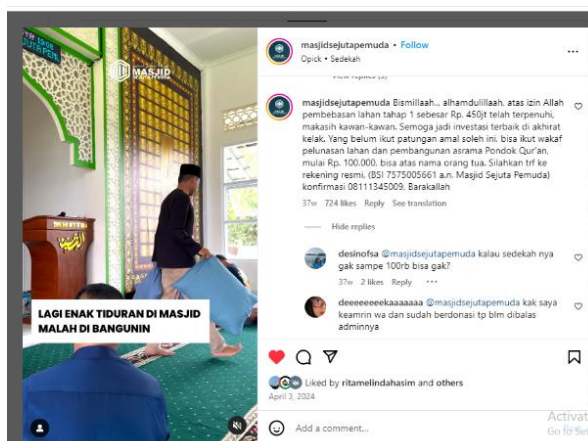 masjidsejutapemuda • Follow
Opick • Sedekah
MASJID
masjidsejutapemuda Bismillaah... alhamdulillaah, atas izin Allah
pembebasan lahan tahap 1 sebesar Rp. 450jt telah terpenuhi,
makasih kawan-kawan. Semoga jadi investasi terbaik di akhirat
kelak. Yang belum ikut patungan amal soleh ini. bisa ikut wakaf
pelunasan lahan dan pembangunan asrama Pondok Qur'an,
mulai Rp. 100.000. bisa atas nama orang tua. Silahkan trf ke
rekening resmi, (BSI 7575005661 a.n. Masjid Sejuta Pemuda)
konfirmasi 08111345009. Barakallah
37w 724 likes Reply See translation
Hide replies
desinofsa @masjidsejutapemuda kalau sedekah nya
gak sampe 100rb bisa gak?
37w 2 likes Reply
deeeeeeeekaaaaaaa @masjidsejutapemuda kak saya
keamrin wa dan sudah berdonasi tp blm dibalas
adminnya
LAGI ENAK TIDURAN DI MASJID
MALAH DI BANGUNIN
Liked by ritamelindahasim and others
April 3, 2024
Add a comment...